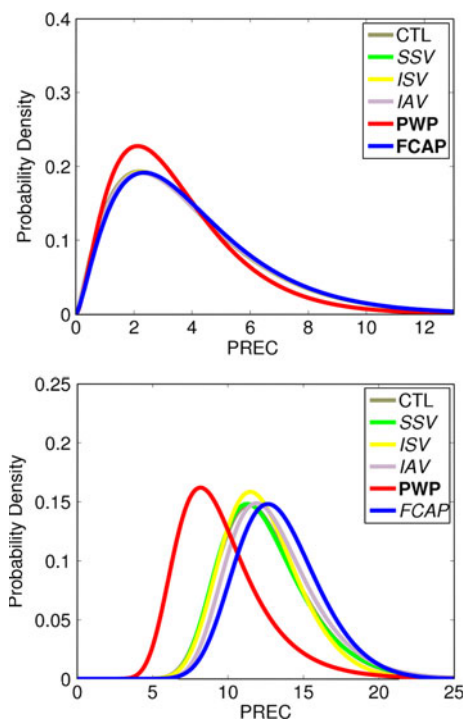 0.4
0.3
0.2
0.1
0
Probability Density
0 2 4 6 8 10 12
PREC
CTL
SSV
ISV
IAV
PWP
FCAP
0.25
0.2
0.15
0.1
0.05
0
Probability Density
0 5 10 15 20 25
PREC
CTL
SSV
ISV
IAV
PWP
FCAP